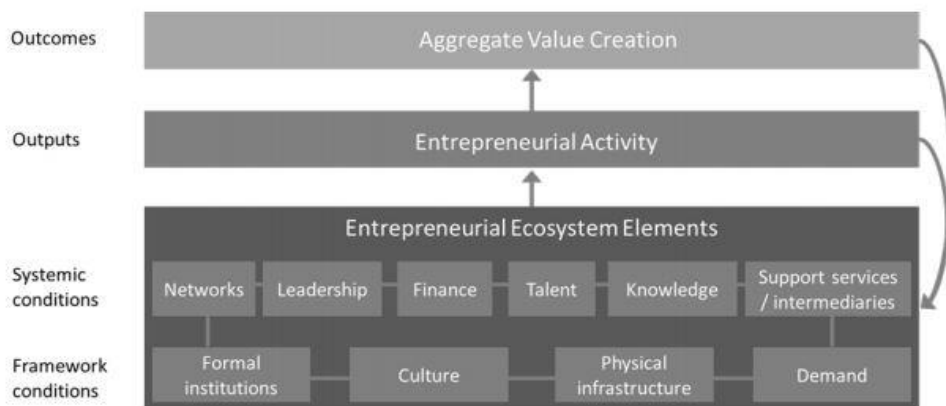 Outcomes
Aggregate Value Creation
Outputs
Entrepreneurial Activity
Entrepreneurial Ecosystem Elements
Systemic
conditions
Networks
Leadership
Finance
Talent
Knowledge
Support services
/ intermediaries
Framework
conditions
Formal
institutions
Culture
Physical
infrastructure
Demand